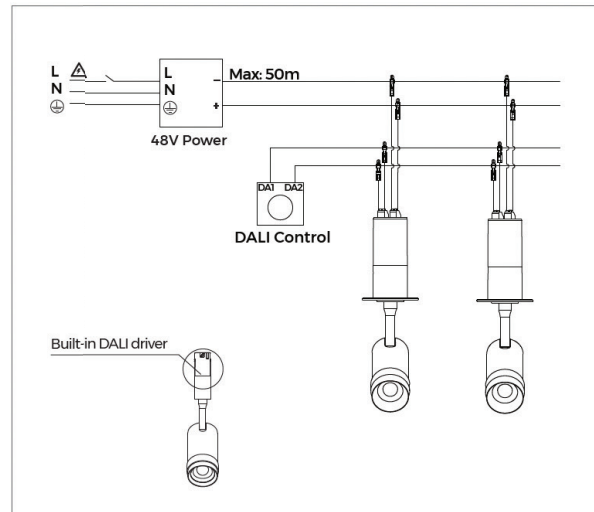 L
N
L
N
−
+
Max: 50m
48V Power
DA1 DA2
DALI Control
Built-in DALI driver